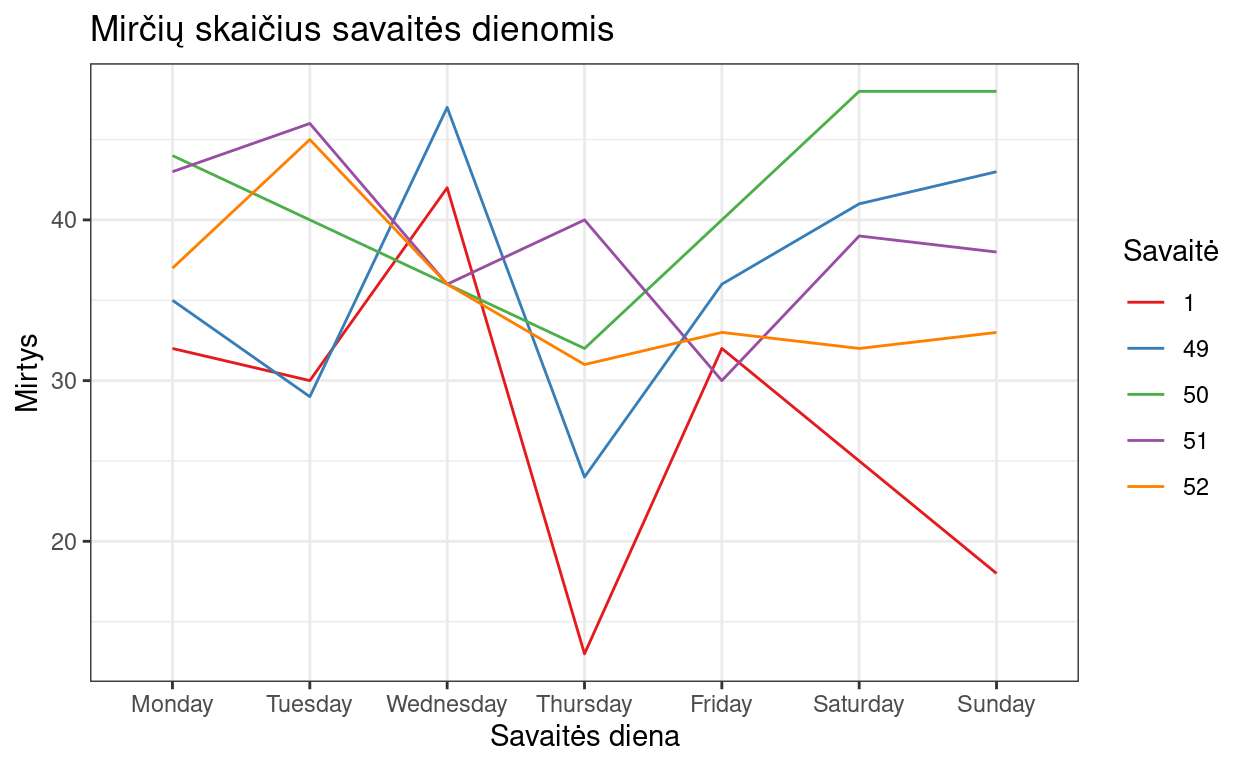 Mirčių skaičius savaitės dienomis
Mirtys
40
30
20
Monday Tuesday Wednesday Thursday Friday Saturday Sunday
Savaitės diena
Savaitė
1
49
50
51
52